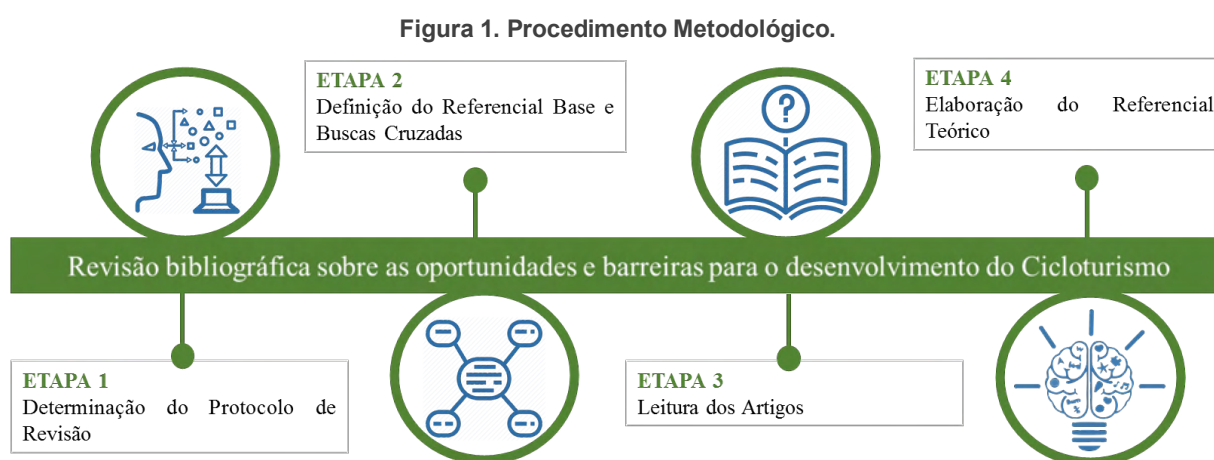 Figura 1. Procedimento Metodológico.
ETAPA 2
Definição do Referencial Base e
Buscas Cruzadas
ETAPA 4
Elaboração do Referencial
Teórico
?
Revisão bibliográfica sobre as oportunidades e barreiras para o desenvolvimento do Cicloturismo
ETAPA 1
Determinação do Protocolo de
Revisão
ETAPA 3
Leitura dos Artigos